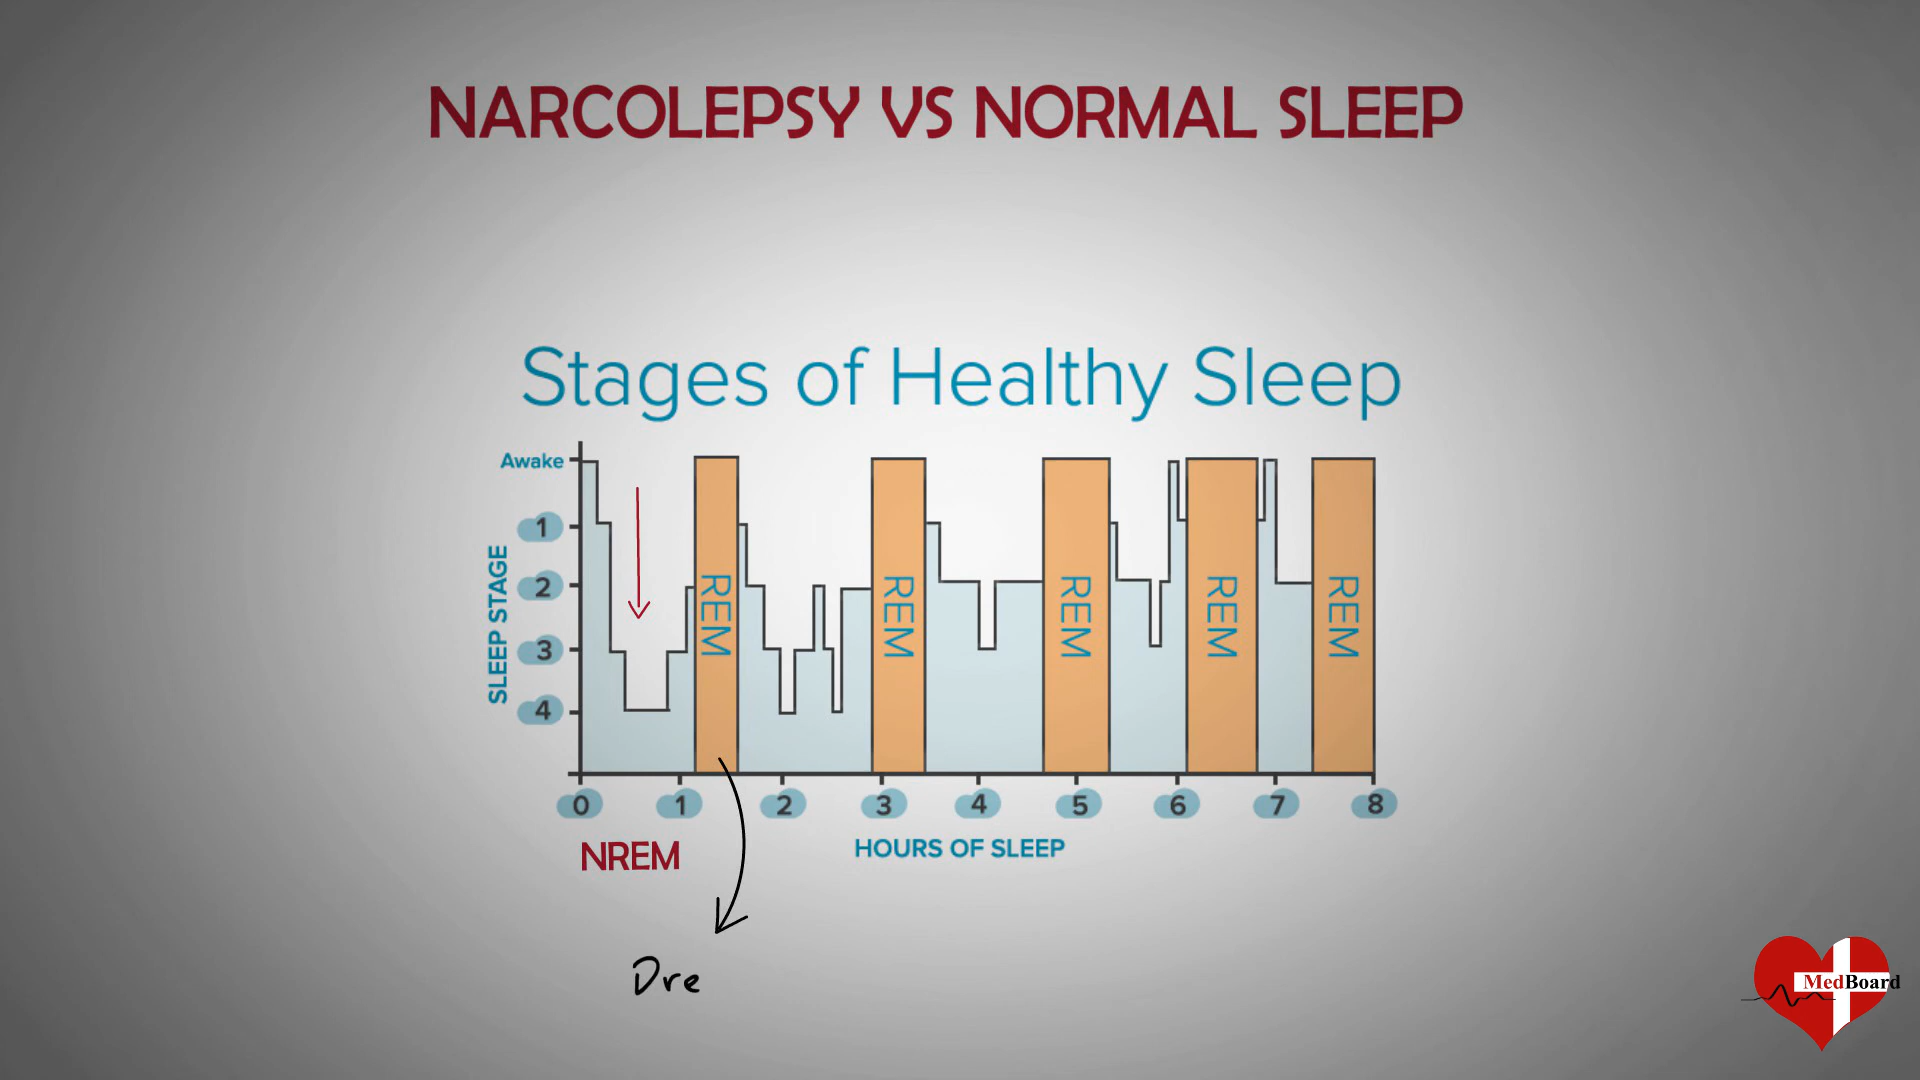 NARCOLEPSY VS NORMAL SLEEP
Stages of Healthy Sleep
Awake
1
2
3
4
SLEEP STAGE
REM
REM
REM
REM
REM
0 1 2 3 4 5 6 7 8
NREM
HOURS OF SLEEP
Dre
MedBoard